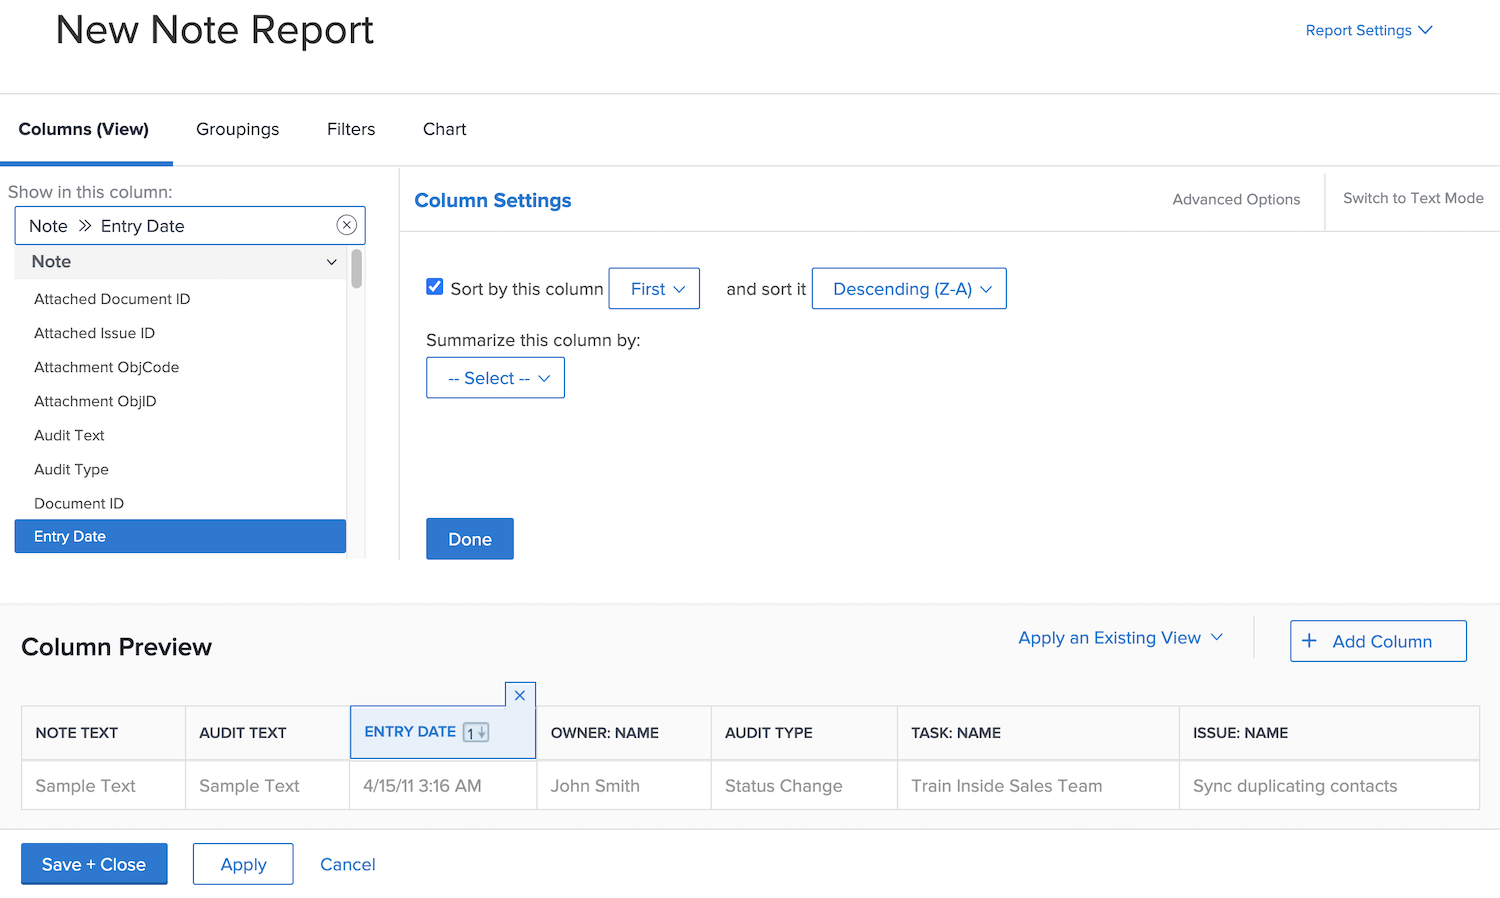 New Note Report
Report Settings
Columns (View) Groupings Filters Chart
Show in this column:
Note >> Entry Date
Note
Attached Document ID
Attached Issue ID
Attachment ObjCode
Attachment ObjID
Audit Text
Audit Type
Document ID
Entry Date
Column Settings
Advanced Options
Switch to Text Mode
Sort by this column First and sort it Descending (Z-A)
Summarize this column by:
-- Select --
Done
Column Preview
Apply an Existing View
+ Add Column
NOTE TEXT AUDIT TEXT ENTRY DATE 1 OWNER: NAME AUDIT TYPE TASK: NAME ISSUE: NAME
Sample Text Sample Text 4/15/11 3:16 AM John Smith Status Change Train Inside Sales Team Sync duplicating contacts
Save + Close Apply Cancel